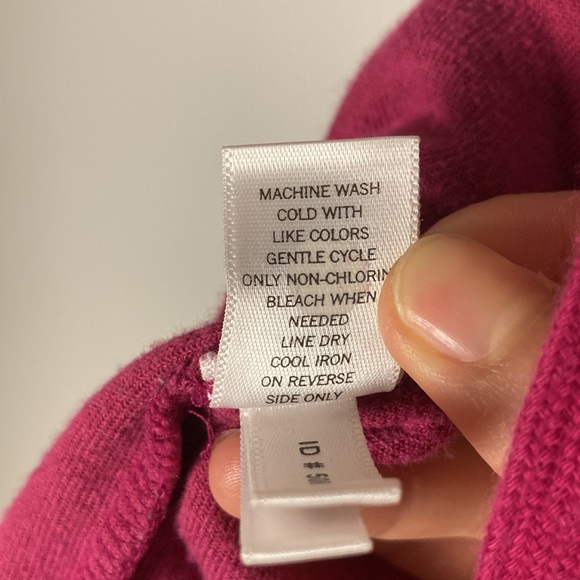 MACHINE WASH
COLD WITH
LIKE COLORS
GENTLE CYCLE
ONLY NON-CHLORIN
BLEACH WHEN
NEEDED
LINE DRY
COOL IRON
ON REVERSE
SIDE ONLY
ID #